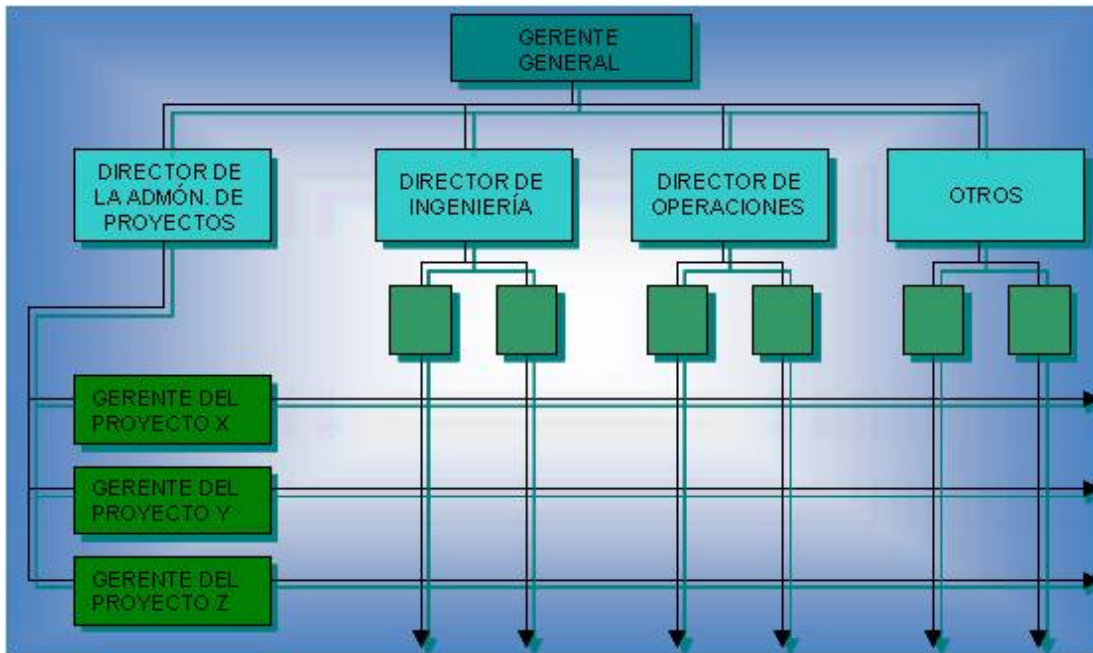 GERENTE
GENERAL
DIRECTOR DE
LA ADMÓN. DE
PROYECTOS
DIRECTOR DE
INGENIERÍA
DIRECTOR DE
OPERACIONES
OTROS
GERENTE DEL
PROYECTO X
GERENTE DEL
PROYECTO Y
GERENTE DEL
PROYECTO Z